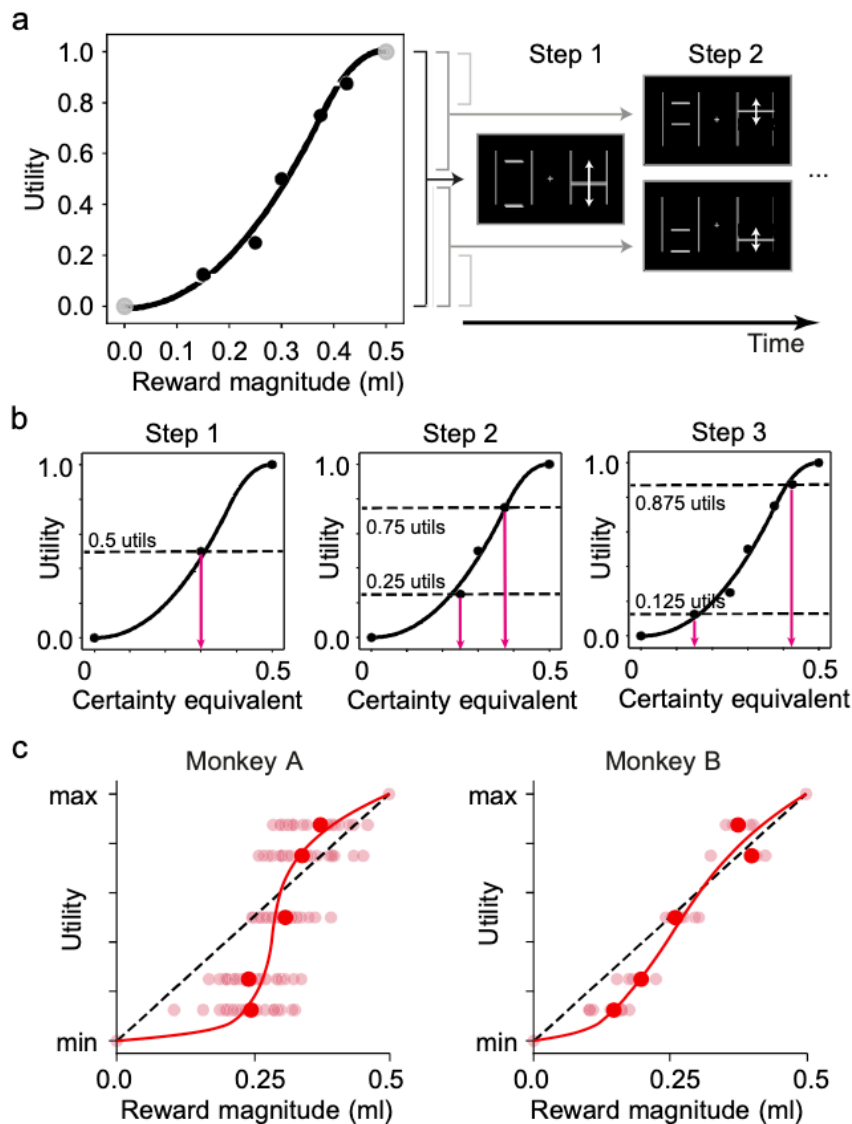 a
Step 1
Step 2
1.0
0.8
0.6
0.4
0.2
0.0
Utility
0.0 0.1 0.2 0.3 0.4 0.5
Reward magnitude (ml)
...
Time
b
Step 1
1.0
0.5 utils
0.0
Utility
0 0.5
Certainty equivalent
Step 2
1.0
0.75 utils
0.25 utils
0.0
Utility
0 0.5
Certainty equivalent
Step 3
1.0
0.875 utils
0.125 utils
0.0
Utility
0 0.5
Certainty equivalent
c
Monkey A
max
Utility
min
0.0 0.25 0.5
Reward magnitude (ml)
Monkey B
max
Utility
min
0.0 0.25 0.5
Reward magnitude (ml)